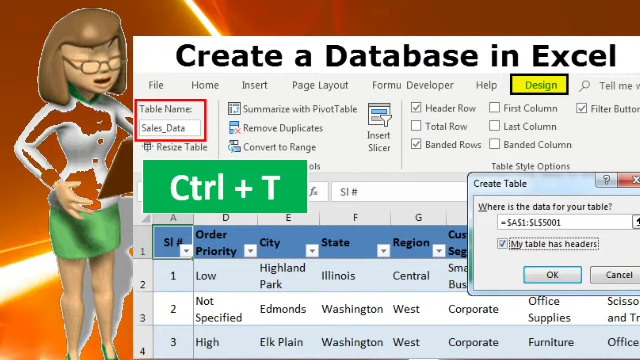 Create a Database in Excel
File Home Insert Page Layout Formu Developer Help Design Tell me
Table Name:
Sales_Data
Resize Table
Summarize with PivotTable
Remove Duplicates
Convert to Range
Insert
Slicer
Header Row
Total Row
Banded Rows
First Column
Last Column
Banded Columns
Filter Button
Table Style Options
Ctrl + T
fx Sl #
Create Table ? X
Where is the data for your table?
=$A$1:$L$5001
My table has headers
OK Cancel
A D E F G
1 Sl # Order Priority City State Region
2 1 Low Highland Park Illinois Central
3 2 Not Specified Edmonds Washington West Corporate Office Supplies
4 3 High Elk Plain Washington West Corporate Furniture Office